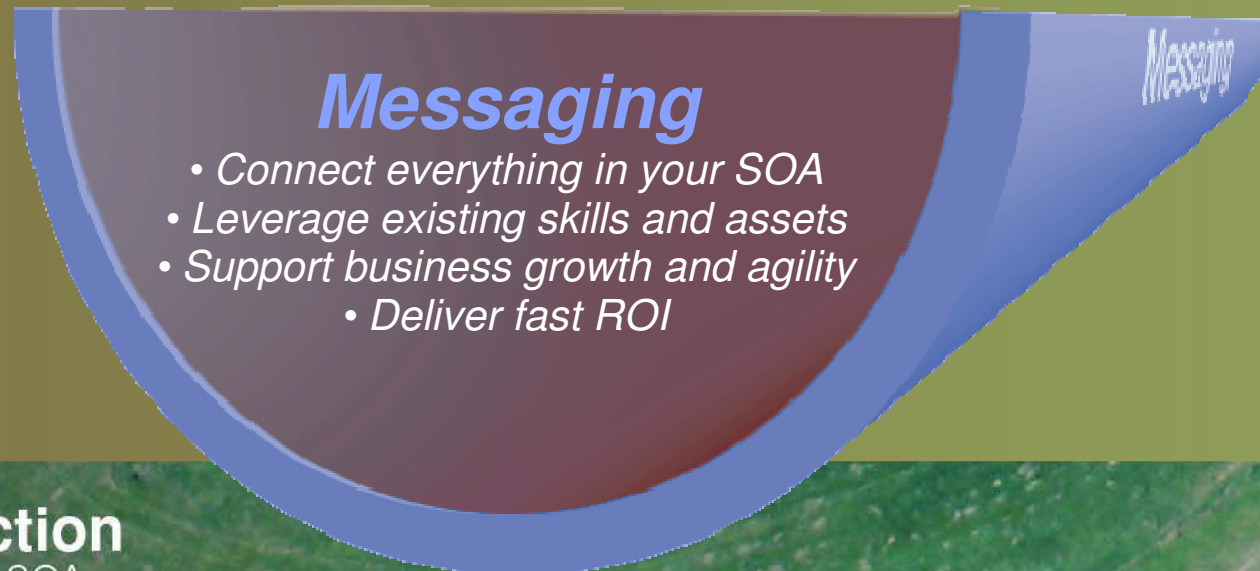 Messaging
Messaging
• Connect everything in your SOA
• Leverage existing skills and assets
• Support business growth and agility
• Deliver fast ROI
ction
SOA